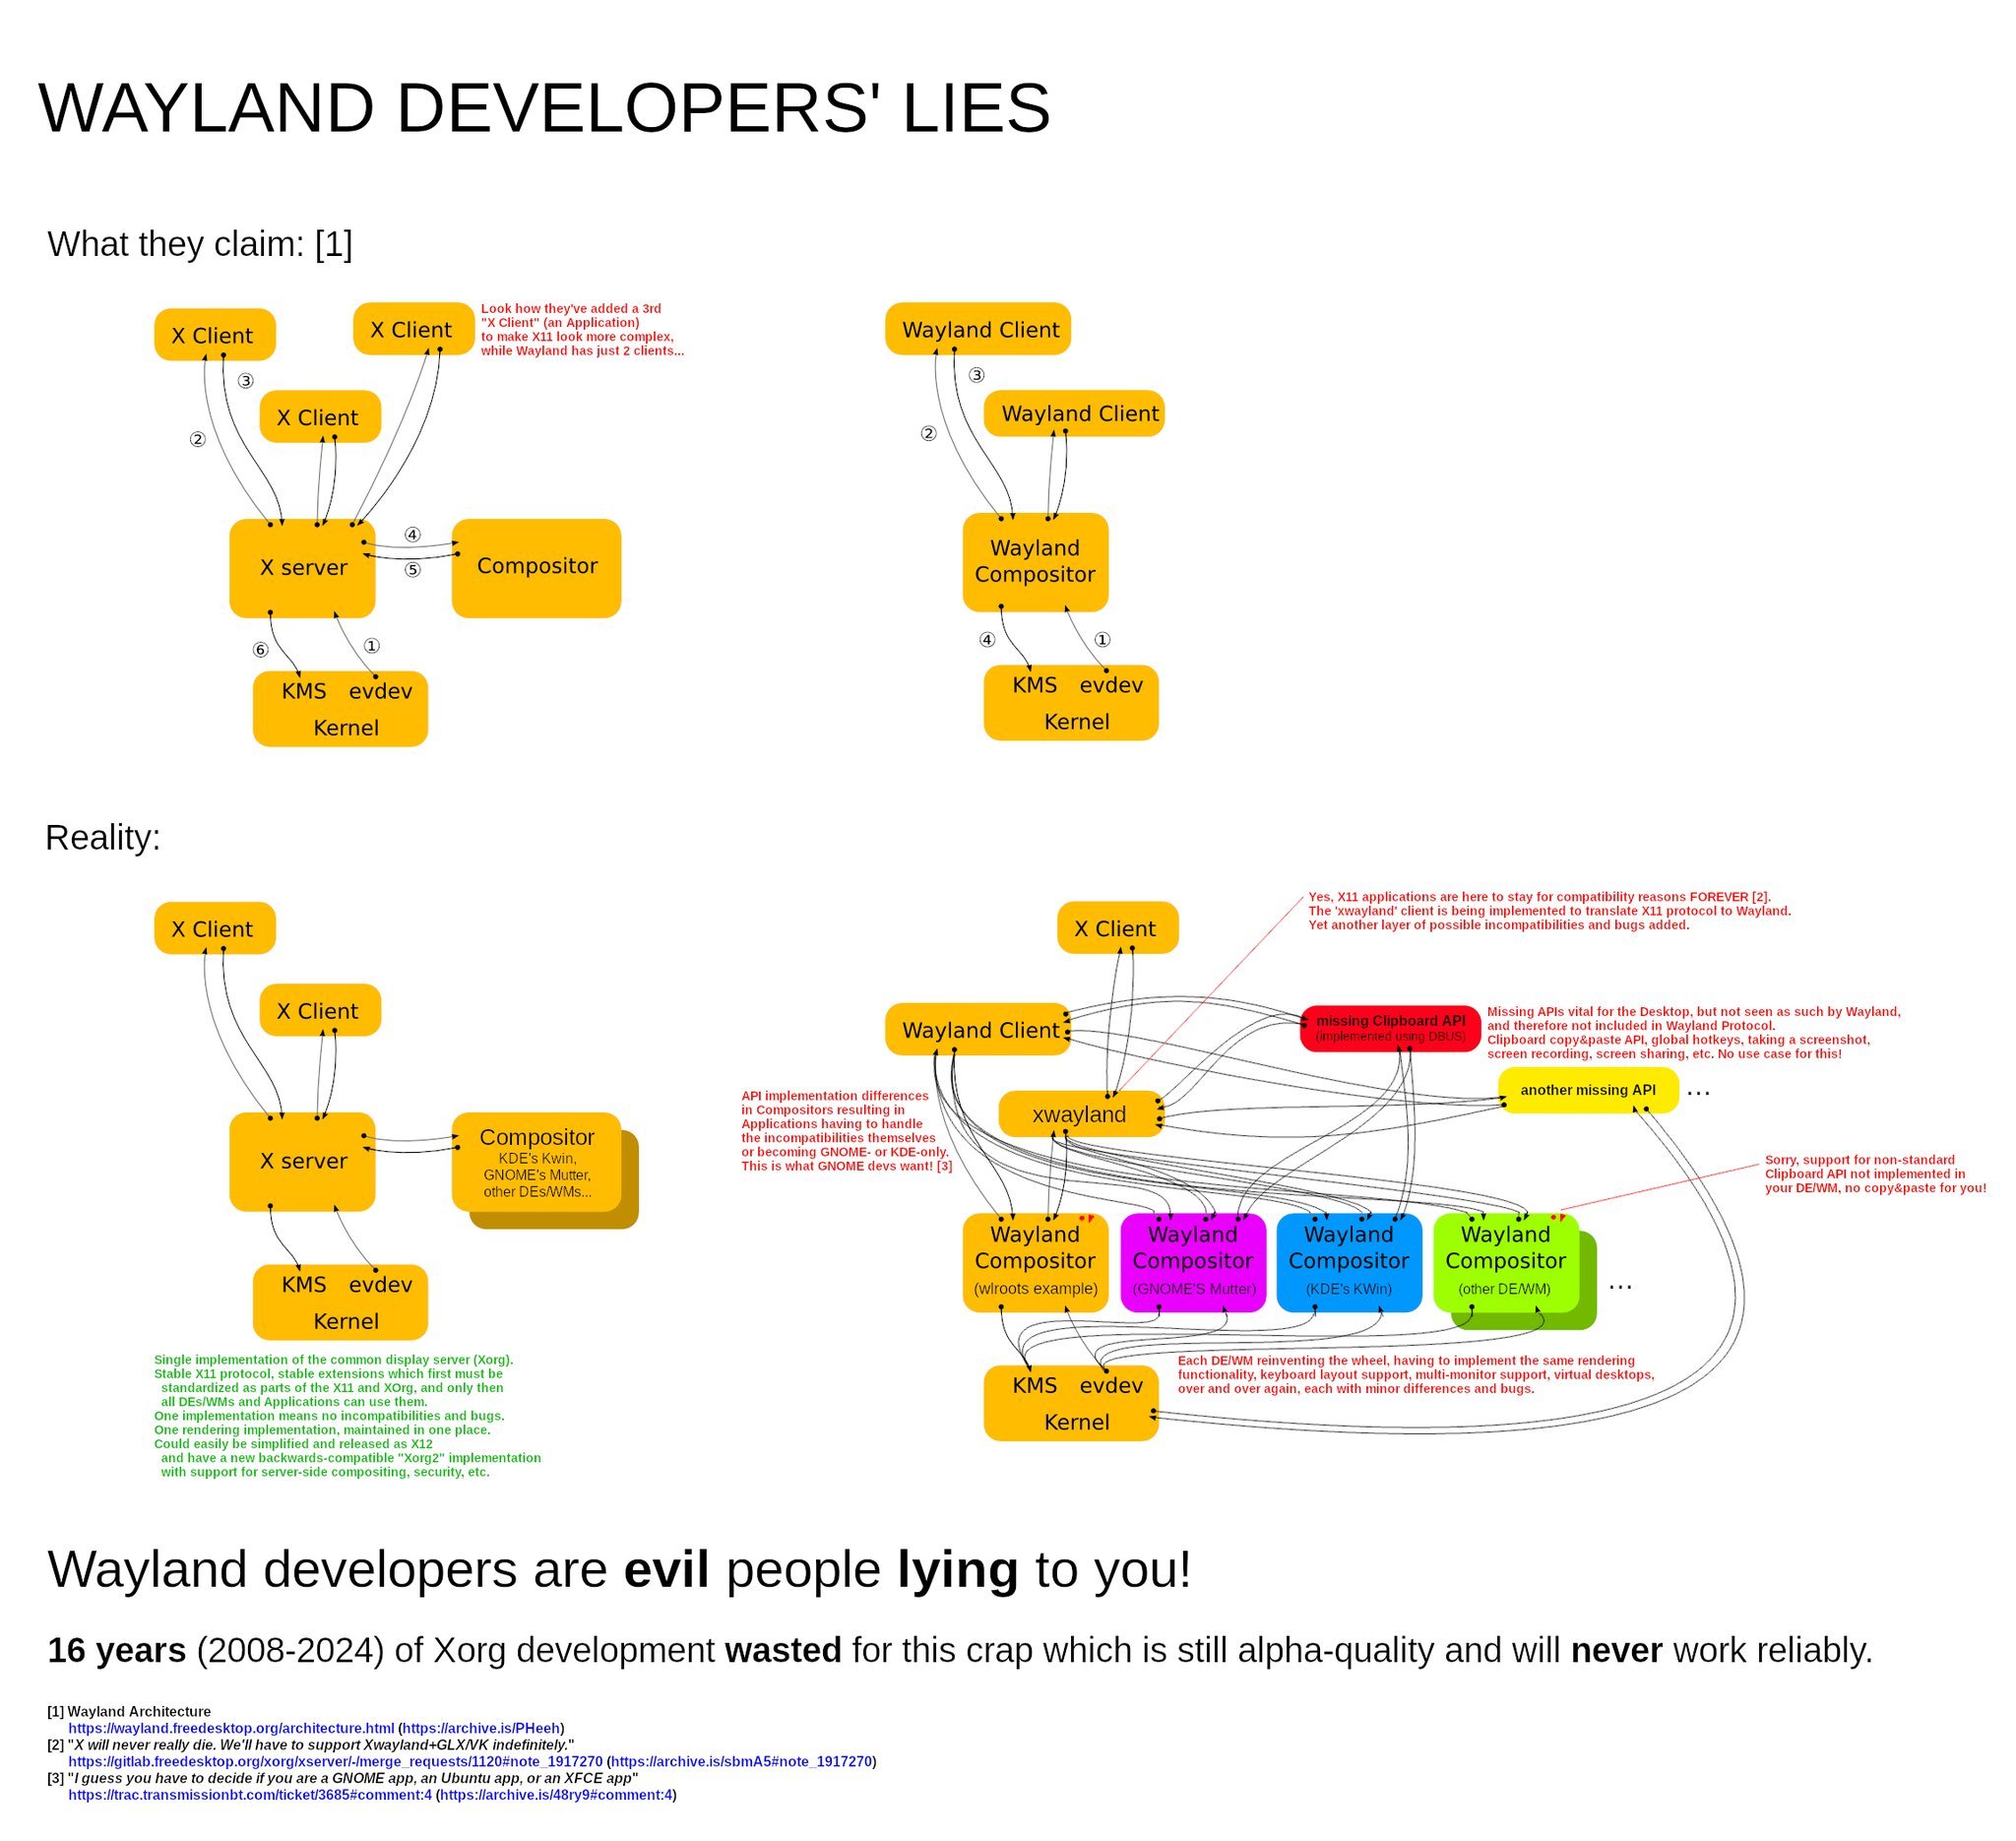 WAYLAND DEVELOPERS' LIES
What they claim: [1]
X Client
X Client
Look how they've added a 3rd
"X Client" (an Application)
to make X11 look more complex,
while Wayland has just 2 clients...
③
X Client
②
X server
④
⑤
Compositor
⑥
①
KMS evdev
Kernel
Wayland Client
③
Wayland Client
②
Wayland
Compositor
④
①
KMS evdev
Kernel
Reality:
X Client
X Client
X server
Compositor
KDE's Kwin,
GNOME's Mutter,
other DEs/WMs...
KMS evdev
Kernel
Single implementation of the common display server (Xorg).
Stable X11 protocol, stable extensions which first must be
standardized as parts of the X11 and XOrg, and only then
all DEs/WMs and Applications can use them.
One implementation means no incompatibilities and bugs.
One rendering implementation, maintained in one place.
Could easily be simplified and released as X12
and have a new backwards-compatible "Xorg2" implementation
with support for server-side compositing, security, etc.
X Client
Yes, X11 applications are here to stay for compatibility reasons FOREVER [2].
The 'xwayland' client is being implemented to translate X11 protocol to Wayland.
Yet another layer of possible incompatibilities and bugs added.
Wayland Client
missing Clipboard API
(implemented using DBUS)
Missing APIs vital for the Desktop, but not seen as such by Wayland,
and therefore not included in Wayland Protocol.
Clipboard copy&paste API, global hotkeys, taking a screenshot,
screen recording, screen sharing, etc. No use case for this!
another missing API
...
xwayland
API implementation differences
in Compositors resulting in
Applications having to handle
the incompatibilities themselves
or becoming GNOME- or KDE-only.
This is what GNOME devs want! [3]
Sorry, support for non-standard
Clipboard API not implemented in
your DE/WM, no copy&paste for you!
Wayland
Compositor
(wlroots example)
Wayland
Compositor
(GNOME'S Mutter)
Wayland
Compositor
(KDE's KWin)
Wayland
Compositor
(other DE/WM)
...
KMS evdev
Kernel
Each DE/WM reinventing the wheel, having to implement the same rendering
functionality, keyboard layout support, multi-monitor support, virtual desktops,
over and over again, each with minor differences and bugs.
Wayland developers are evil people lying to you!
16 years (2008-2024) of Xorg development wasted for this crap which is still alpha-quality and will never work reliably.
[1] Wayland Architecture
https://wayland.freedesktop.org/architecture.html (https://archive.is/PHeeh)
[2] "X will never really die. We'll have to support Xwayland+GLX/VK indefinitely."
https://gitlab.freedesktop.org/xorg/xserver/-/merge_requests/1120#note_1917270 (https://archive.is/sbmA5#note_1917270)
[3] "I guess you have to decide if you are a GNOME app, an Ubuntu app, or an XFCE app"
https://trac.transmissionbt.com/ticket/3685#comment:4 (https://archive.is/48ry9#comment:4)